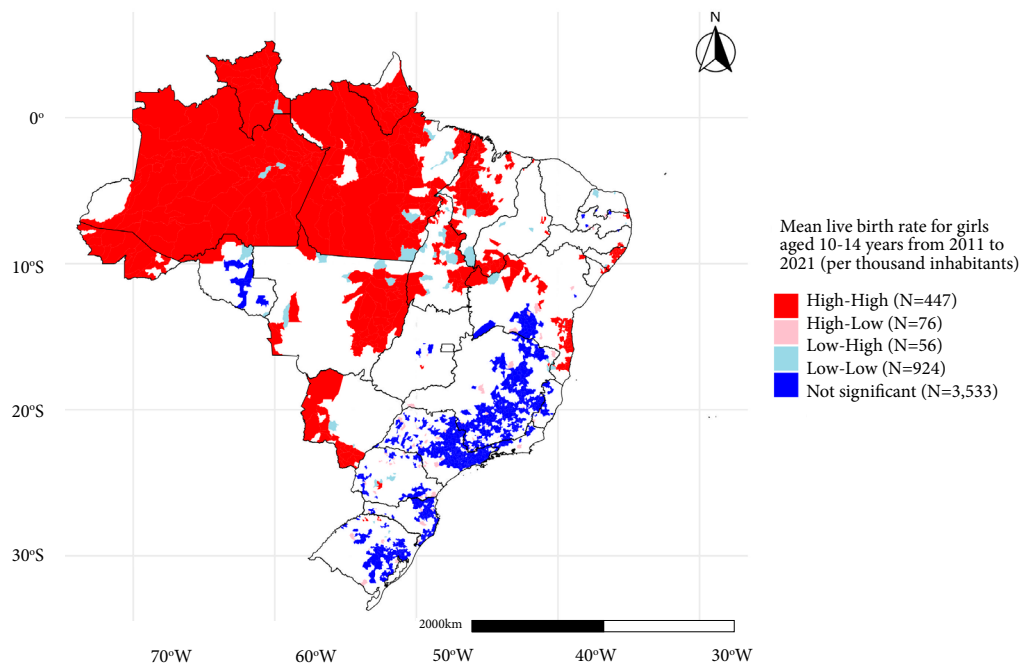 N
0º
10ºS
20ºS
30ºS
2000km
70ºW
60ºW
50ºW
40ºW
30ºW
Mean live birth rate for girls
aged 10-14 years from 2011 to
2021 (per thousand inhabitants)
High-High (N=447)
High-Low (N=76)
Low-High (N=56)
Low-Low (N=924)
Not significant (N=3,533)